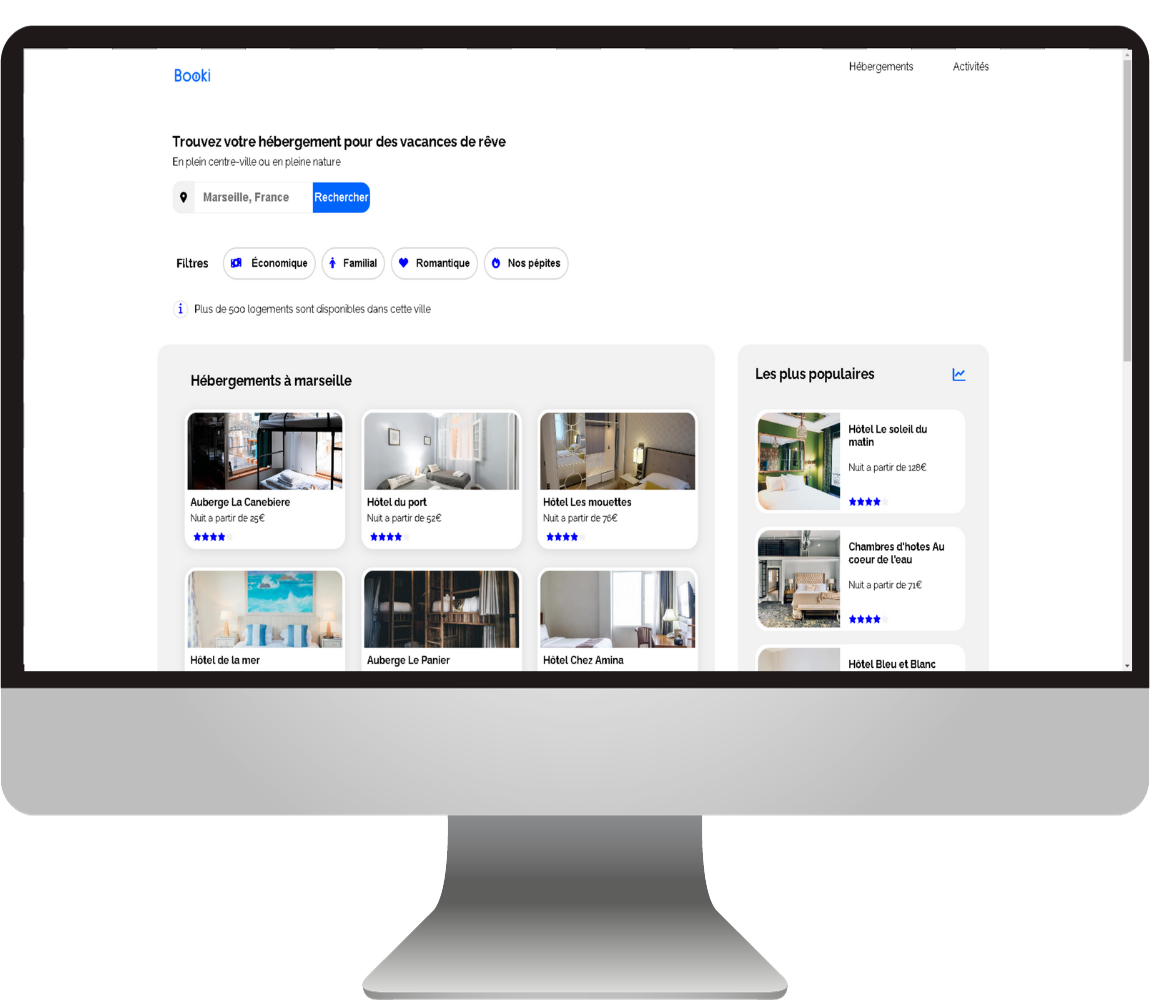 Booki
Hébergements
Activités
Trouvez votre hébergement pour des vacances de rêve
En plein centre-ville ou en pleine nature
Marseille, France
Rechercher
Filtres
Économique
Familial
Romantique
Nos pépites
i Plus de 500 logements sont disponibles dans cette ville
Hébergements à marseille
Auberge La Canebiere
Nuit a partir de 25€
Hôtel du port
Nuit a partir de 52€
Hôtel Les mouettes
Nuit a partir de 76€
Hôtel de la mer
Auberge Le Panier
Hôtel Chez Amina
Les plus populaires
Hôtel Le soleil du
matin
Nuit a partir de 128€
Chambres d'hotes Au
coeur de l'eau
Nuit a partir de 71€
Hôtel Bleu et Blanc